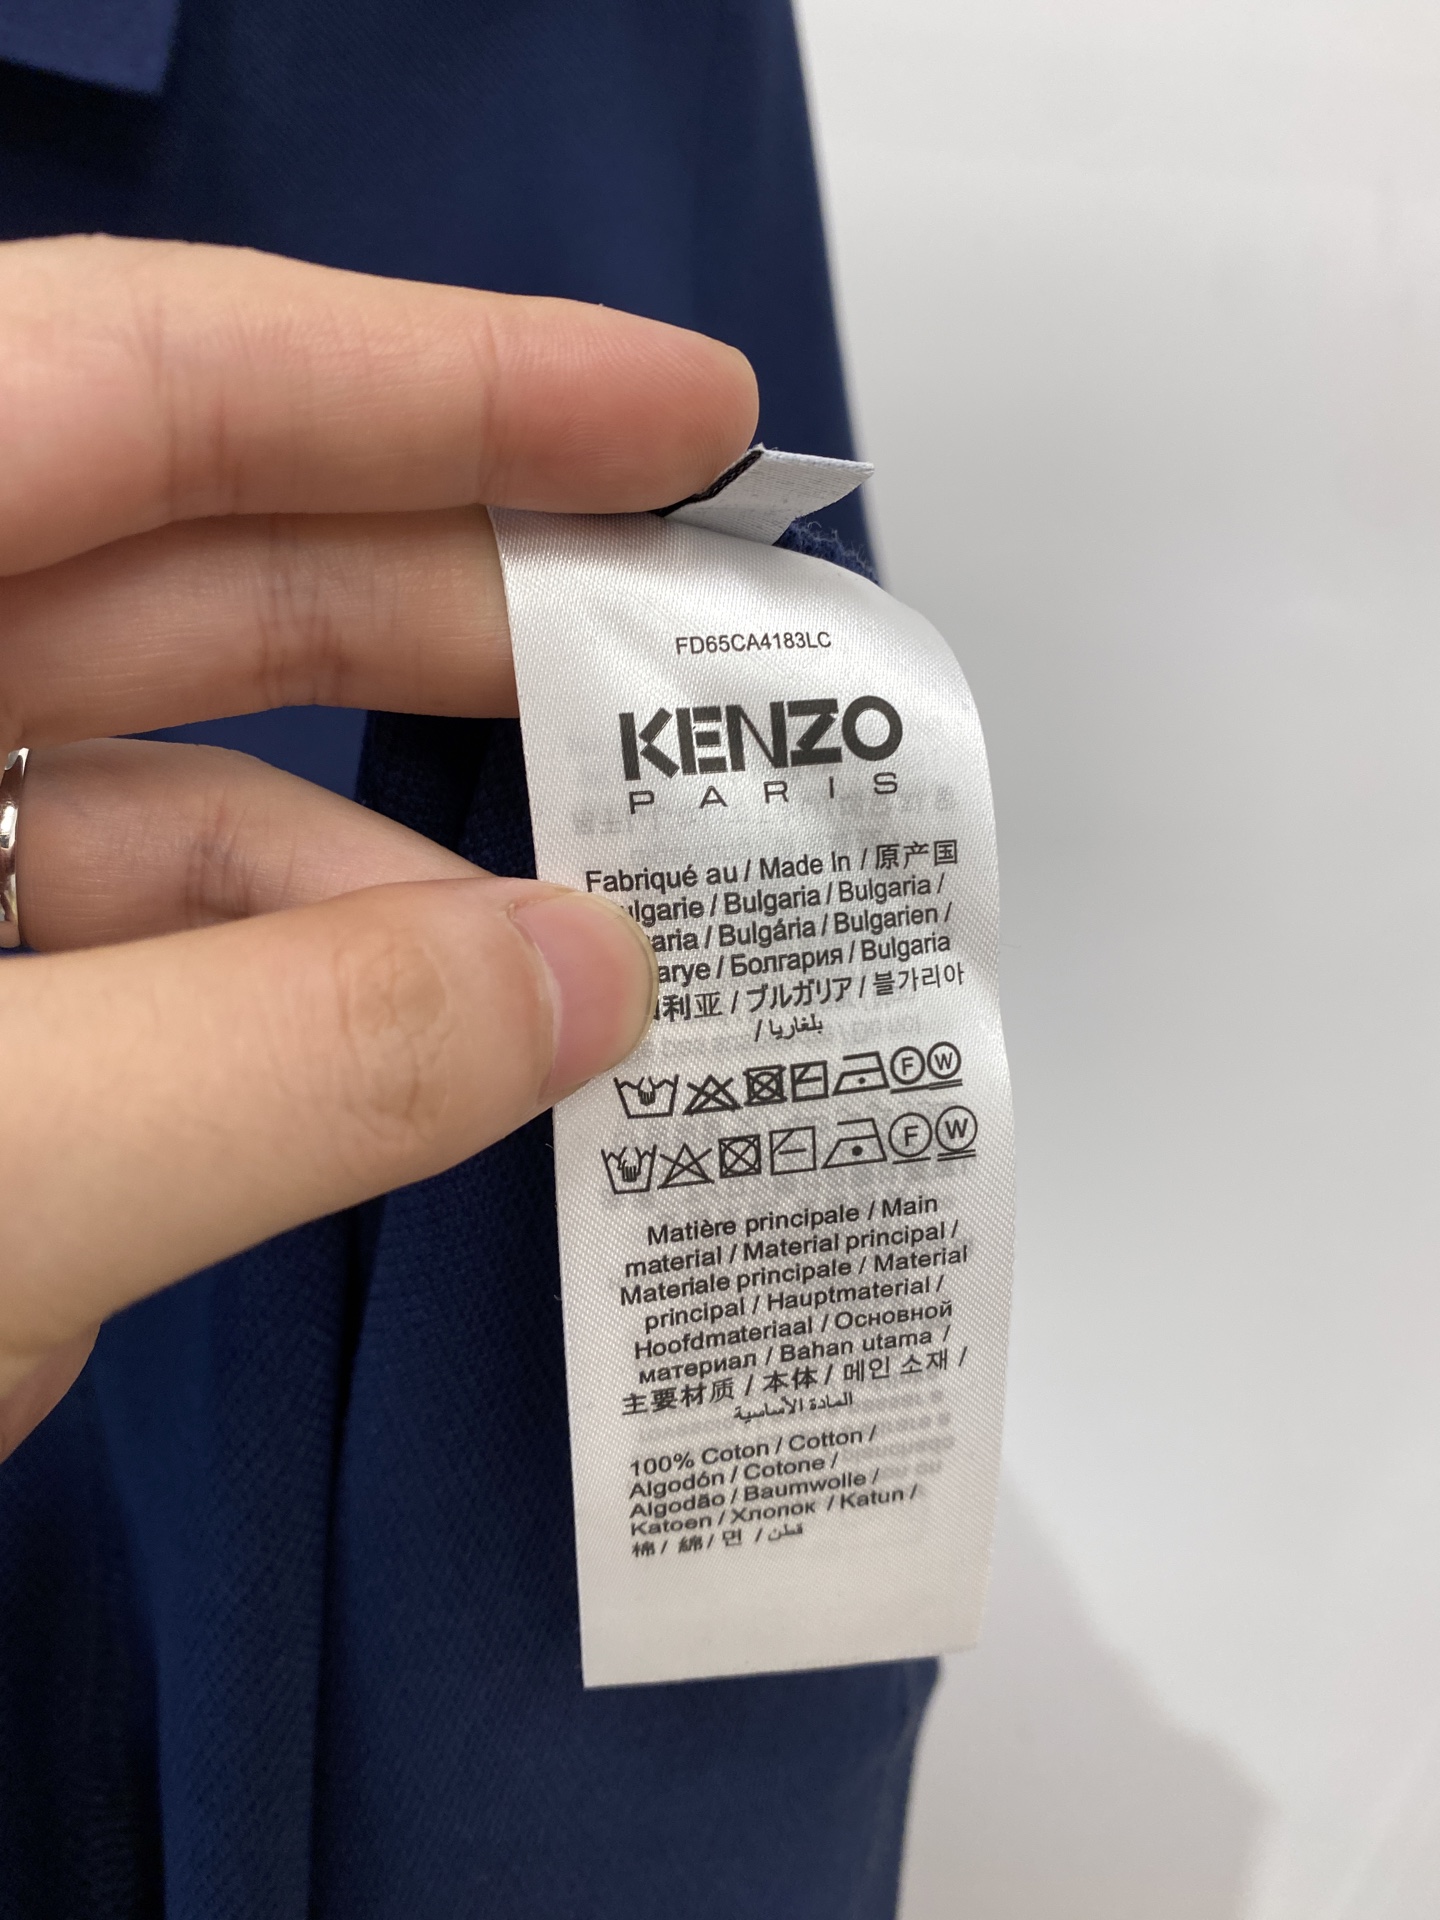 FD65CA4183LC
KENZO
PARIS
Fabriqué au / Made In / 原产国
/ Bulgaria / Bulgaria /
/ Bulgária / Bulgarien /
/ Болгария / Bulgaria
利亚 / ブルガリア / 불가리아
/ بلغاريا
F W
F W
Matière principale / Main
material / Material principal /
Materiale principale / Material
principal / Hauptmaterial /
Hoofdmateriaal / Основной
материал / Bahan utama /
主要材质 / 本体 / 메인 소재 /
المادة الأساسية
100% Coton / Cotton /
Algodón / Cotone /
Algodão / Baumwolle /
Katoen / Хлопок / Katun /
棉 / 綿 / 면 / قطن